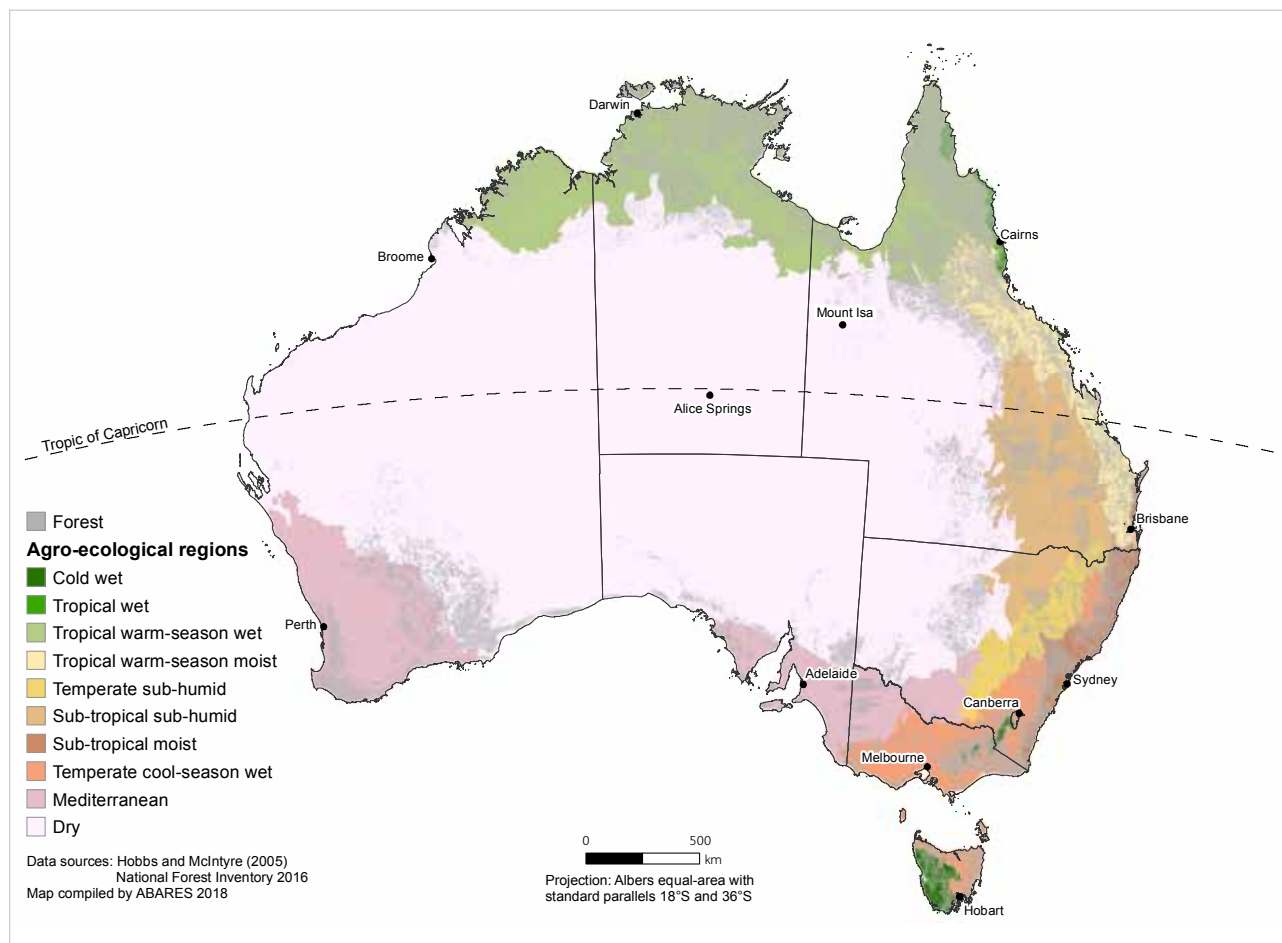 Darwin
Cairns
Broome
Mount Isa
Alice Springs
Tropic of Capricorn
Brisbane
Perth
Adelaide
Sydney
Canberra
Melbourne
Hobart
Forest
Agro-ecological regions
Cold wet
Tropical wet
Tropical warm-season wet
Tropical warm-season moist
Temperate sub-humid
Sub-tropical sub-humid
Sub-tropical moist
Temperate cool-season wet
Mediterranean
Dry
Data sources: Hobbs and McIntyre (2005)
National Forest Inventory 2016
Map compiled by ABARES 2018
0 500
km
Projection: Albers equal-area with
standard parallels 18°S and 36°S